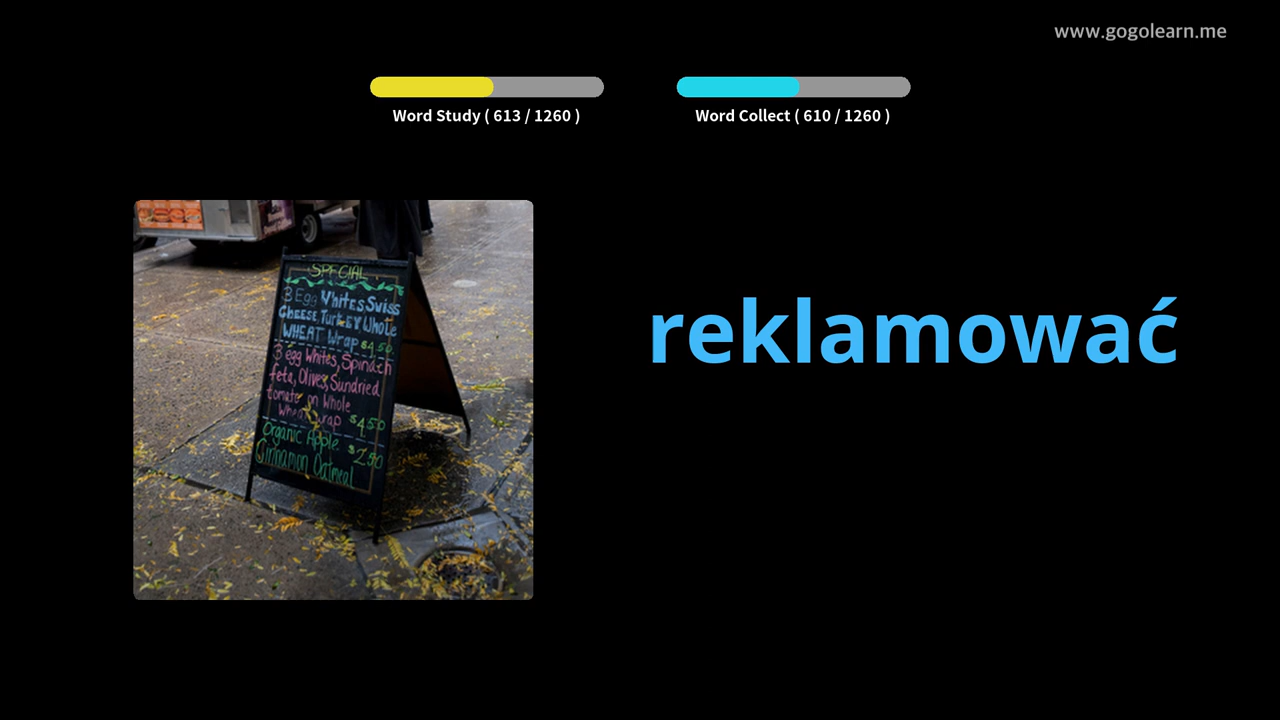 www.gogolearn.me
Word Study ( 613 / 1260 )
Word Collect ( 610 / 1260 )
reklamować
SPECIAL
3 Egg Whites, Swiss
Cheese, Turkey Whole
WHEAT Wrap $4.50
3 egg Whites, Spinach
feta, Olives, Sundried
tomato on Whole
Wheat wrap $4.50
Organic Apple
Cinnamon Oatmeal $2.50